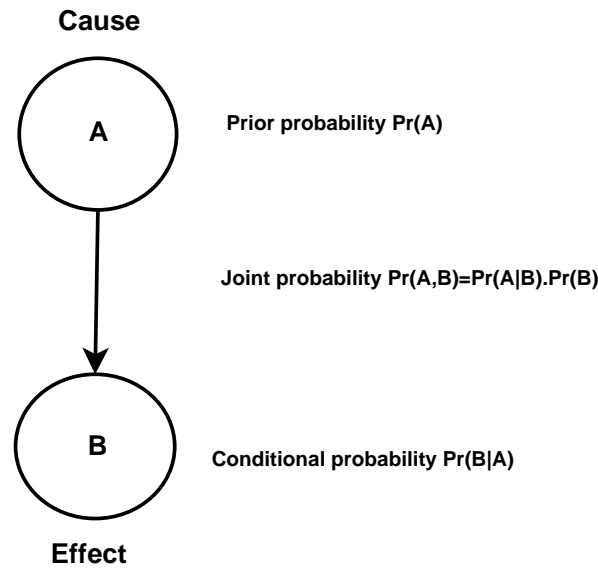 Cause
A
Prior probability Pr(A)
Joint probability Pr(A,B)=Pr(A|B).Pr(B)
B
Conditional probability Pr(B|A)
Effect